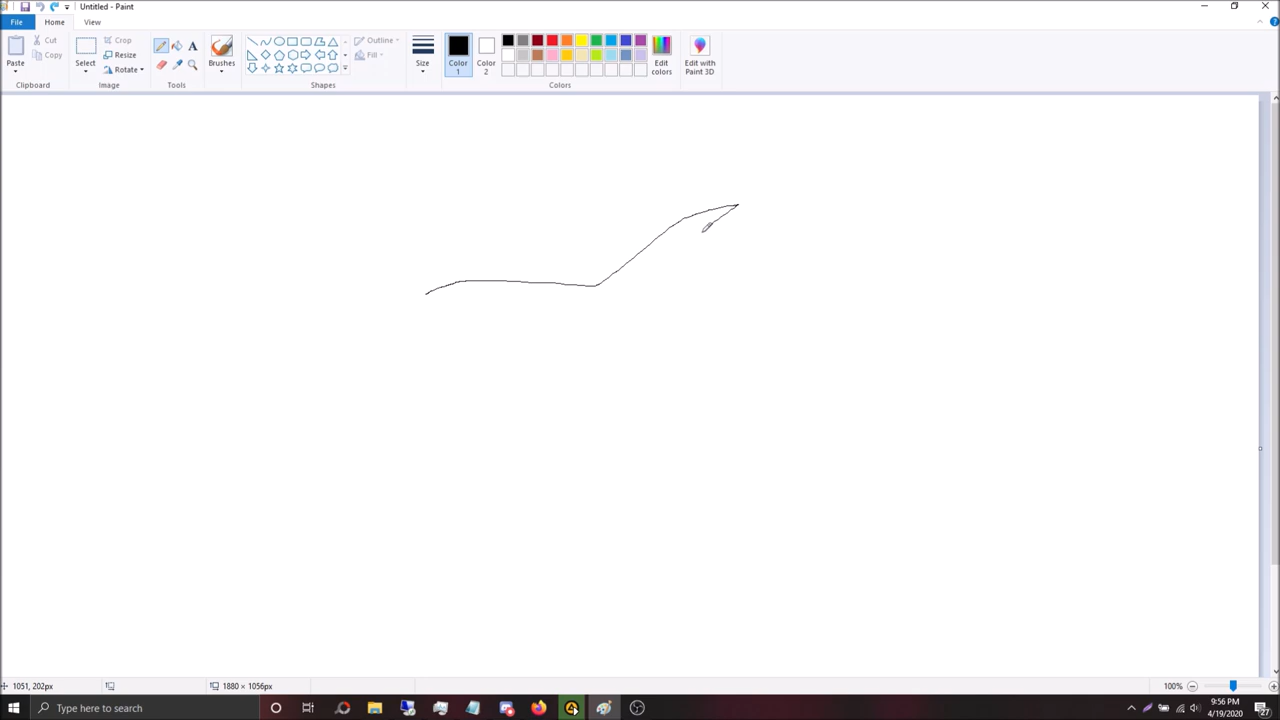 Untitled - Paint
File Home View
Cut
Copy
Paste
Clipboard
Crop
Resize
Rotate
Select
Image
A
Tools
Brushes
Outline
Fill
Shapes
Size
Color 1
Color 2
Edit colors
Colors
Edit with Paint 3D
1051, 202px
1880 × 1056px
100%
Type here to search
9:56 PM
4/19/2020
27